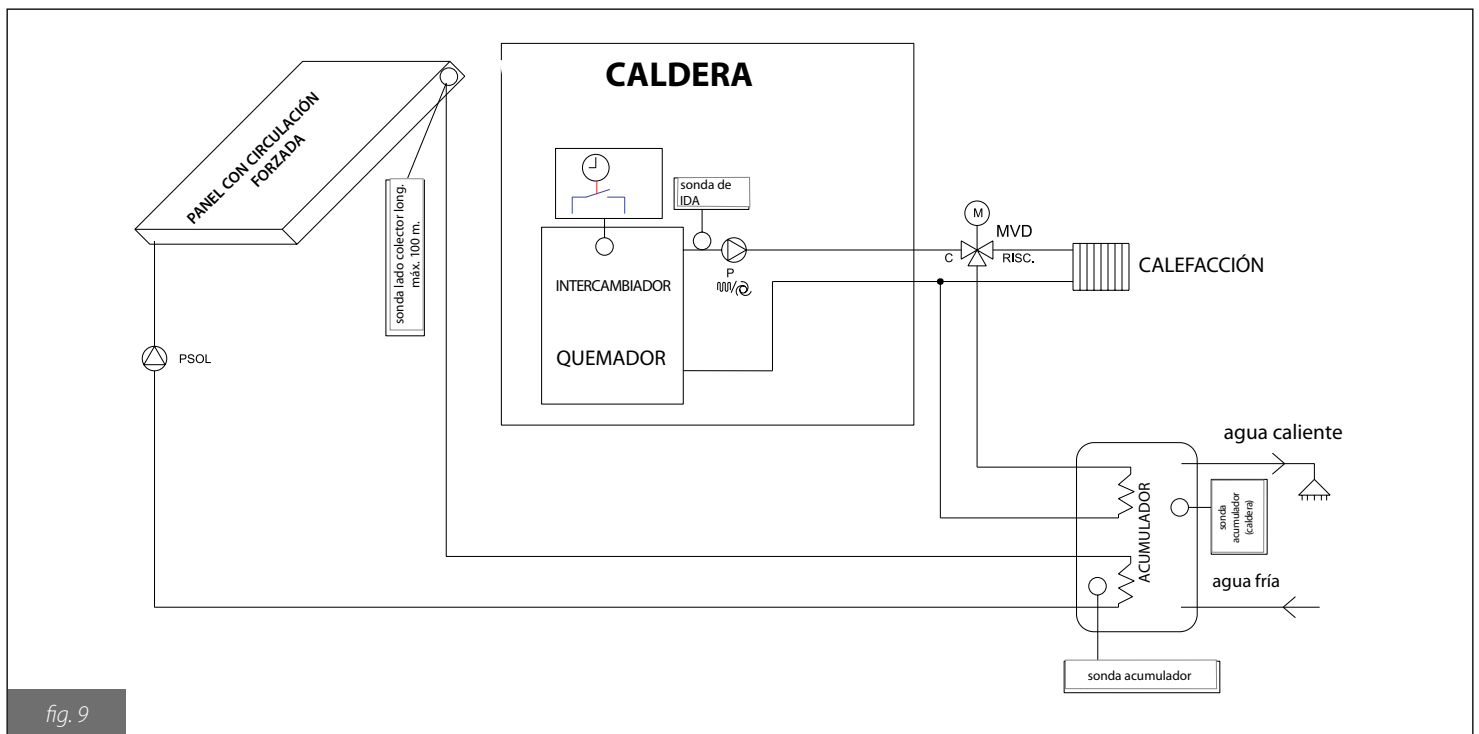 CALDERA
PANEL CON CIRCULACIÓN
FORZADA
sonda lado colector long.
máx. 100 m.
sonda de
IDA
M
MVD
C
RISC.
P
INTERCAMBIADOR
CALEFACCIÓN
QUEMADOR
PSOL
agua caliente
ACUMULADOR
sonda
acumulador
(caldera)
agua fría
sonda acumulador
fig. 9